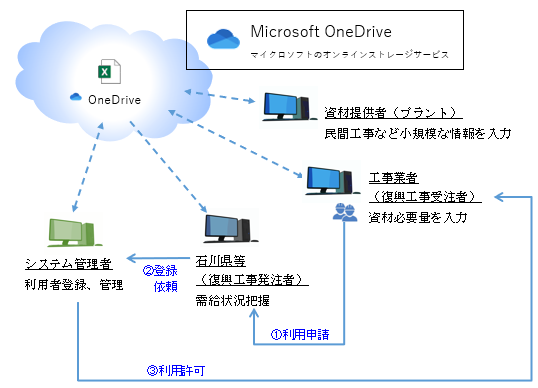 Microsoft OneDrive
マイクロソフトのオンラインストレージサービス
OneDrive
資材提供者（プラント）
民間工事など小規模な情報を入力
工事業者
（復興工事受注者）
資材必要量を入力
システム管理者
利用者登録、管理
②登録
依頼
石川県等
（復興工事発注者）
需給状況把握
①利用申請
③利用許可